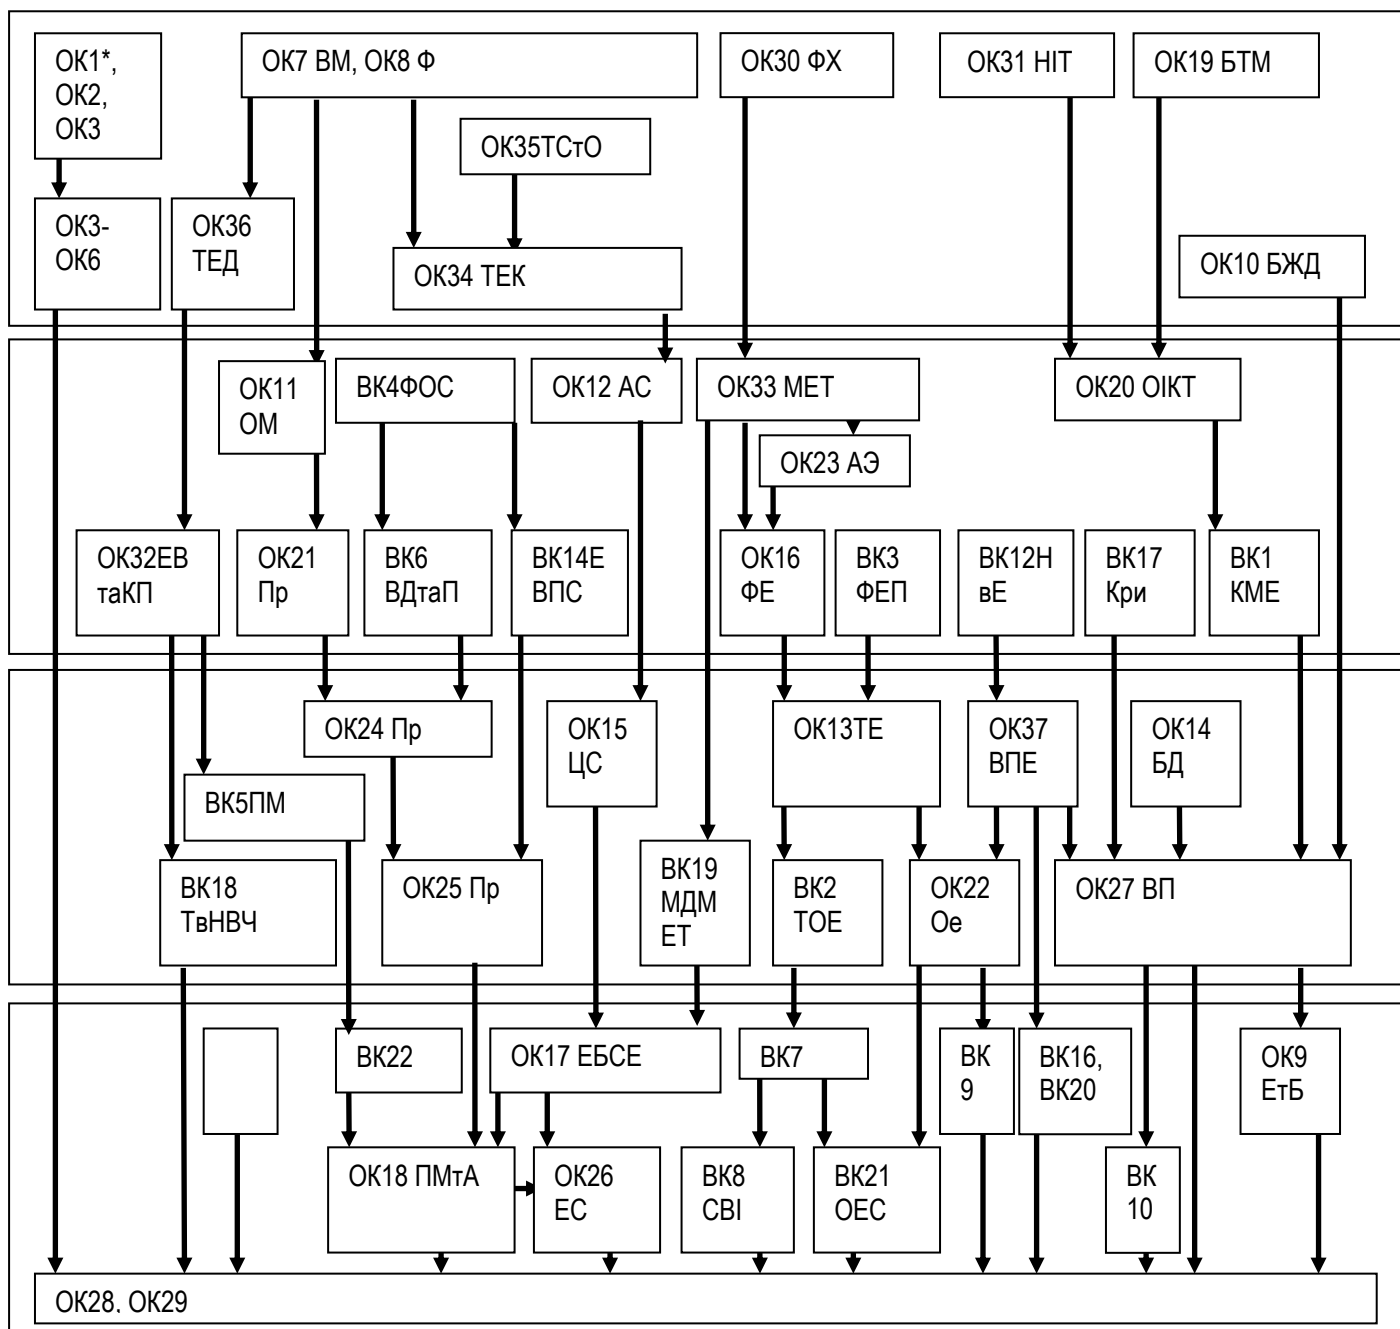 ОК1*,
ОК2,
ОК3
ОК7 ВМ, ОК8 Ф
ОК30 ФХ
ОК31 НІТ
ОК19 БТМ
ОК35ТСтО
ОК3-
ОК6
ОК36
ТЕД
ОК34 ТЕК
ОК10 БЖД
ОК11
ОМ
ВК4ФОС
ОК12 АС
ОК33 МЕТ
ОК20 ОІКТ
ОК23 АЭ
ОК32ЕВ
таКП
ОК21
Пр
ВК6
ВДтаП
ВК14Е
ВПС
ОК16
ФЕ
ВК3
ФЕП
ВК12Н
вЕ
ВК17
Кри
ВК1
КМЕ
ОК24 Пр
ОК15
ЦС
ОК13ТЕ
ОК37
ВПЕ
ОК14
БД
ВК5ПМ
ВК18
ТвНВЧ
ОК25 Пр
ВК19
МДМ
ЕТ
ВК2
ТОЕ
ОК22
Ое
ОК27 ВП
ВК22
ОК17 ЕБСЕ
ВК7
ВК
9
ВК16,
ВК20
ОК9
ЕтБ
ОК18 ПМтА
ОК26
ЕС
ВК8
СВІ
ВК21
ОЕС
ВК
10
ОК28, ОК29